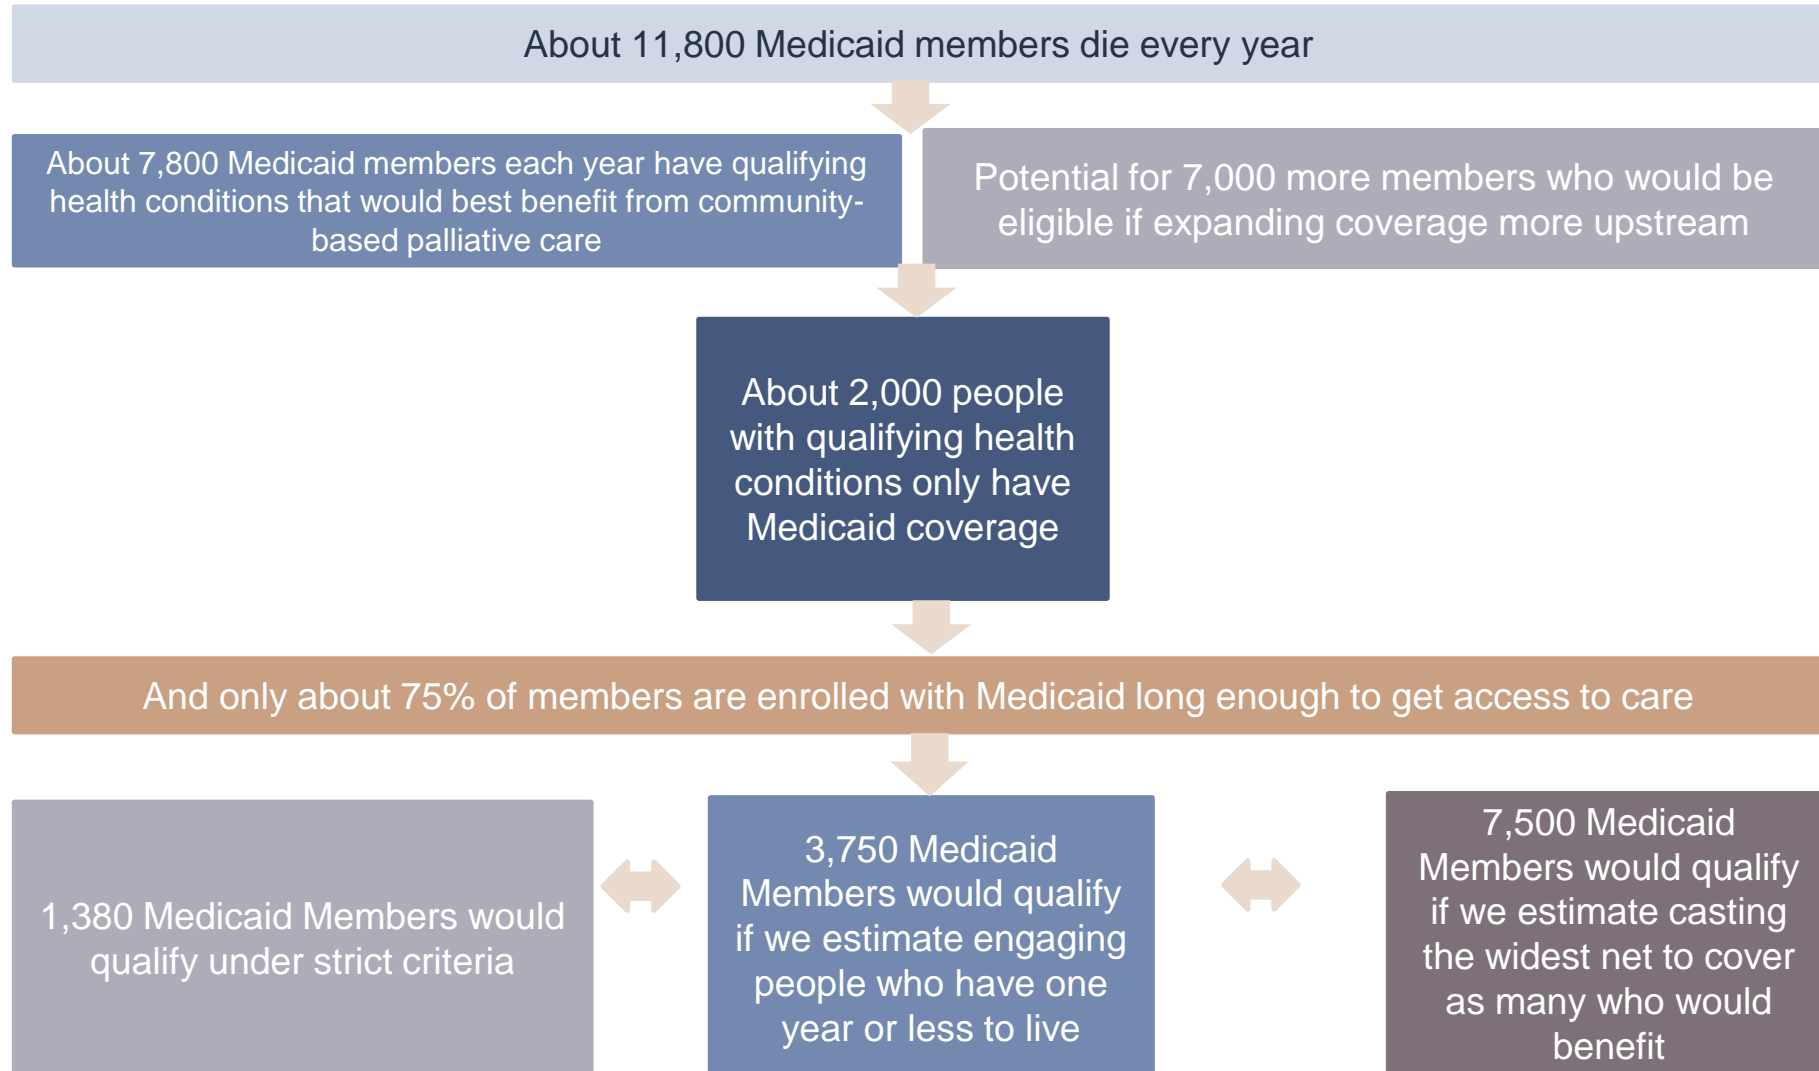 About 11,800 Medicaid members die every year
About 7,800 Medicaid members each year have qualifying
health conditions that would best benefit from community-
based palliative care
Potential for 7,000 more members who would be
eligible if expanding coverage more upstream
About 2,000 people
with qualifying health
conditions only have
Medicaid coverage
And only about 75% of members are enrolled with Medicaid long enough to get access to care
1,380 Medicaid Members would
qualify under strict criteria
3,750 Medicaid
Members would qualify
if we estimate engaging
people who have one
year or less to live
7,500 Medicaid
Members would qualify
if we estimate casting
the widest net to cover
as many who would
benefit